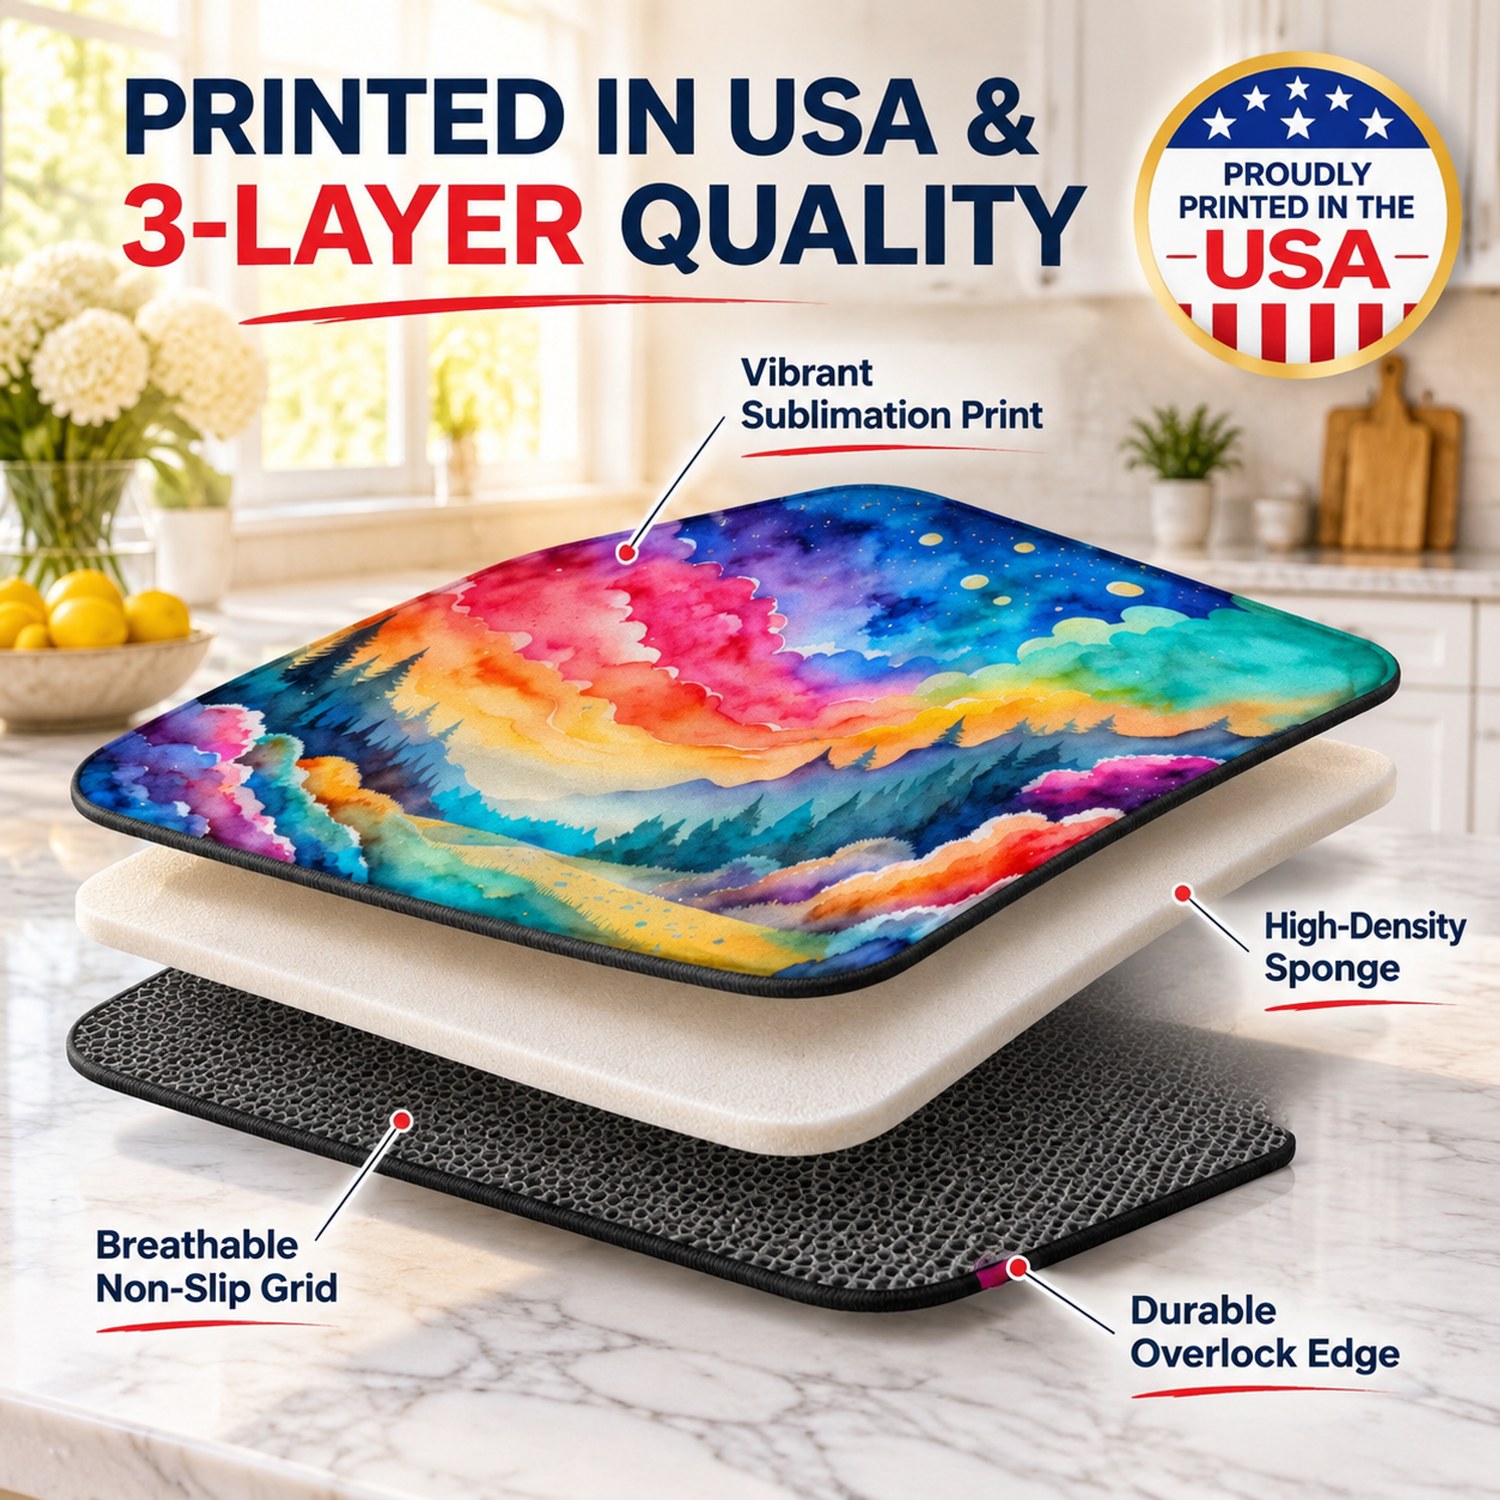 PRINTED IN USA &
3-LAYER QUALITY
PROUDLY
PRINTED IN THE
USA
Vibrant
Sublimation Print
High-Density
Sponge
Breathable
Non-Slip Grid
Durable
Overlock Edge